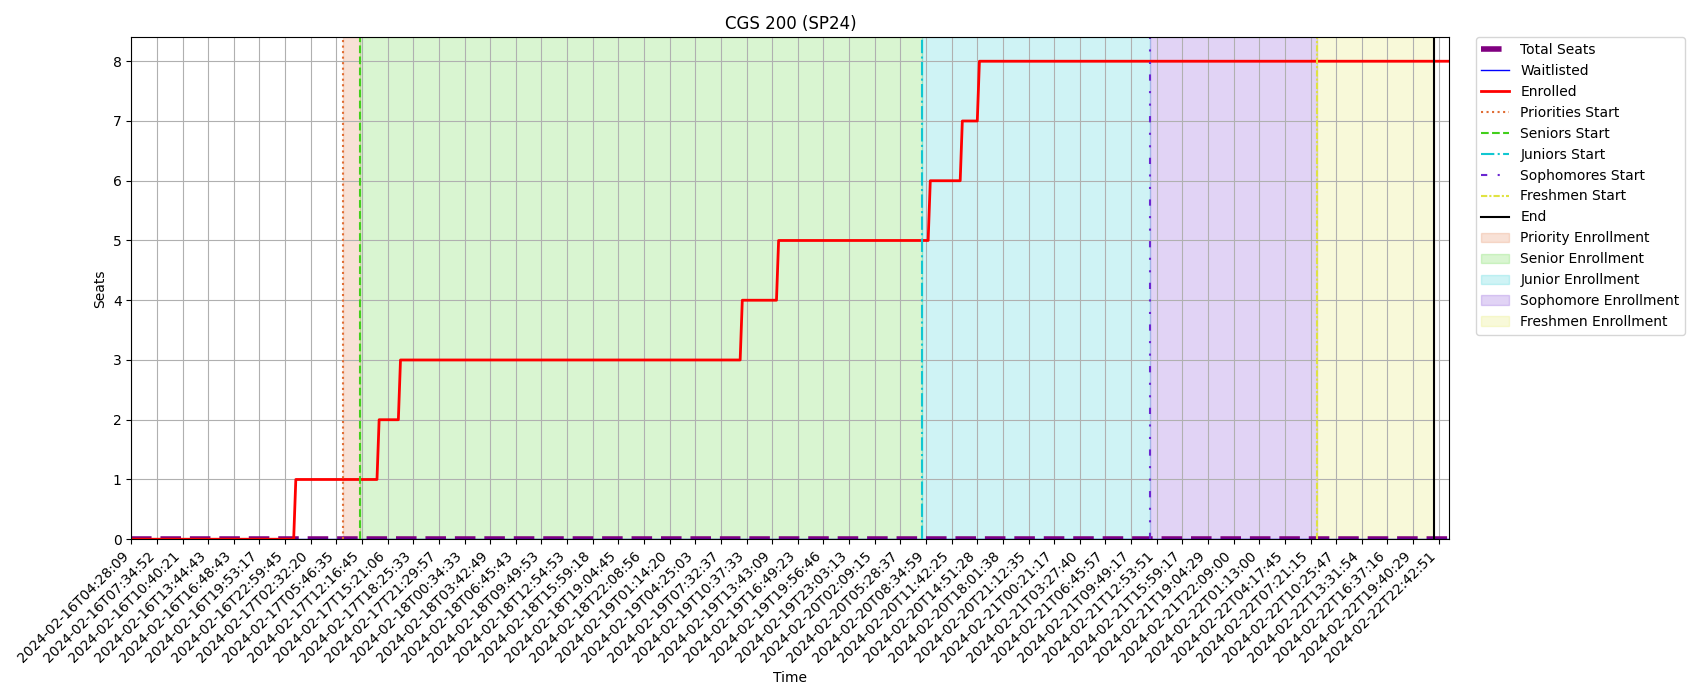 CGS 200 (SP24)
Seats
8
7
6
5
4
3
2
1
0
2024-02-16T04:28:09
2024-02-16T07:34:52
2024-02-16T10:40:21
2024-02-16T13:44:43
2024-02-16T16:48:43
2024-02-16T19:53:17
2024-02-16T22:59:45
2024-02-17T02:32:20
2024-02-17T05:46:35
2024-02-17T12:16:45
2024-02-17T15:21:06
2024-02-17T18:25:33
2024-02-17T21:29:57
2024-02-18T00:34:33
2024-02-18T03:42:49
2024-02-18T06:45:43
2024-02-18T09:49:53
2024-02-18T12:54:53
2024-02-18T15:59:18
2024-02-18T19:04:45
2024-02-18T22:08:56
2024-02-19T01:14:20
2024-02-19T04:25:03
2024-02-19T07:32:37
2024-02-19T10:37:33
2024-02-19T13:43:09
2024-02-19T16:49:23
2024-02-19T19:56:46
2024-02-19T23:03:13
2024-02-20T02:09:15
2024-02-20T05:28:37
2024-02-20T08:34:59
2024-02-20T11:42:25
2024-02-20T14:51:28
2024-02-20T18:01:38
2024-02-20T21:12:35
2024-02-21T00:21:17
2024-02-21T03:27:40
2024-02-21T06:45:57
2024-02-21T09:49:17
2024-02-21T12:53:51
2024-02-21T15:59:17
2024-02-21T19:04:29
2024-02-21T22:09:00
2024-02-22T01:13:00
2024-02-22T04:17:45
2024-02-22T07:21:15
2024-02-22T10:25:47
2024-02-22T13:31:54
2024-02-22T16:37:16
2024-02-22T19:40:29
2024-02-22T22:42:51
Time
Total Seats
Waitlisted
Enrolled
Priorities Start
Seniors Start
Juniors Start
Sophomores Start
Freshmen Start
End
Priority Enrollment
Senior Enrollment
Junior Enrollment
Sophomore Enrollment
Freshmen Enrollment